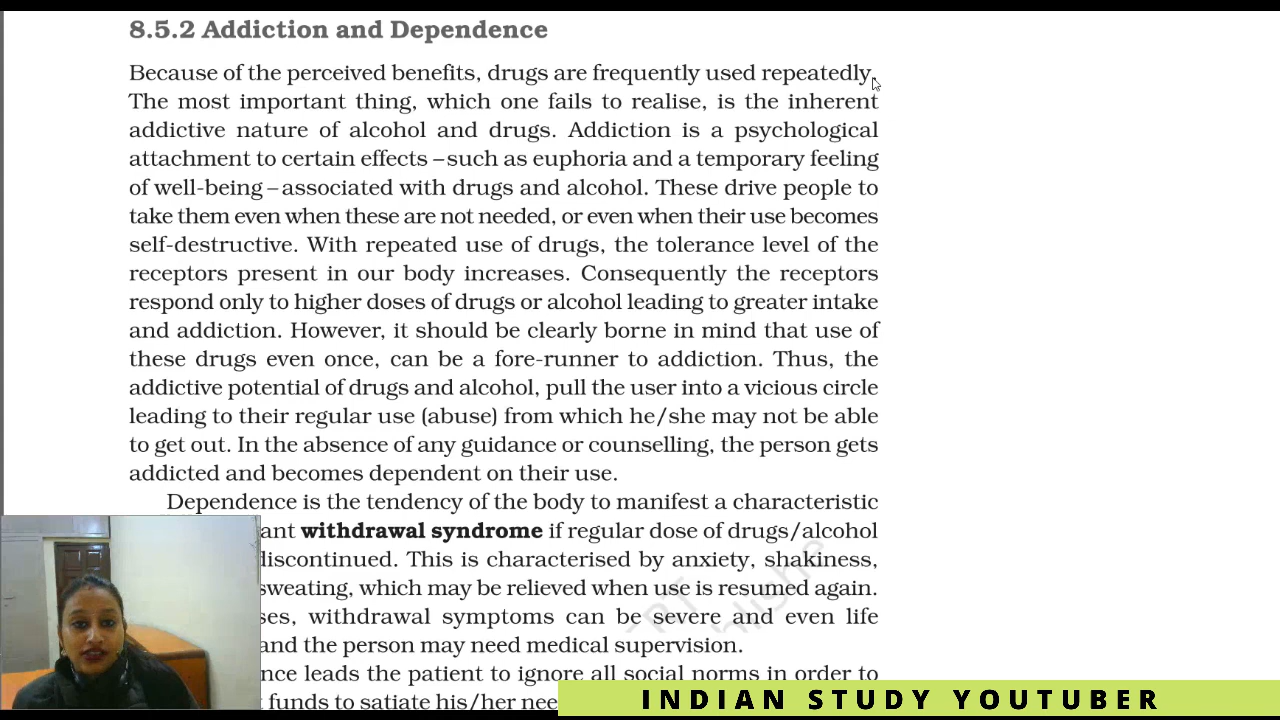 8.5.2 Addiction and Dependence
Because of the perceived benefits, drugs are frequently used repeatedly.
The most important thing, which one fails to realise, is the inherent
addictive nature of alcohol and drugs. Addiction is a psychological
attachment to certain effects –such as euphoria and a temporary feeling
of well-being –associated with drugs and alcohol. These drive people to
take them even when these are not needed, or even when their use becomes
self-destructive. With repeated use of drugs, the tolerance level of the
receptors present in our body increases. Consequently the receptors
respond only to higher doses of drugs or alcohol leading to greater intake
and addiction. However, it should be clearly borne in mind that use of
these drugs even once, can be a fore-runner to addiction. Thus, the
addictive potential of drugs and alcohol, pull the user into a vicious circle
leading to their regular use (abuse) from which he/she may not be able
to get out. In the absence of any guidance or counselling, the person gets
addicted and becomes dependent on their use.
Dependence is the tendency of the body to manifest a characteristic
ant withdrawal syndrome if regular dose of drugs/alcohol
discontinued. This is characterised by anxiety, shakiness,
sweating, which may be relieved when use is resumed again.
ses, withdrawal symptoms can be severe and even life
and the person may need medical supervision.
nce leads the patient to ignore all social norms in order to
funds to satiate his/her nee
INDIAN STUDY YOUTUBER